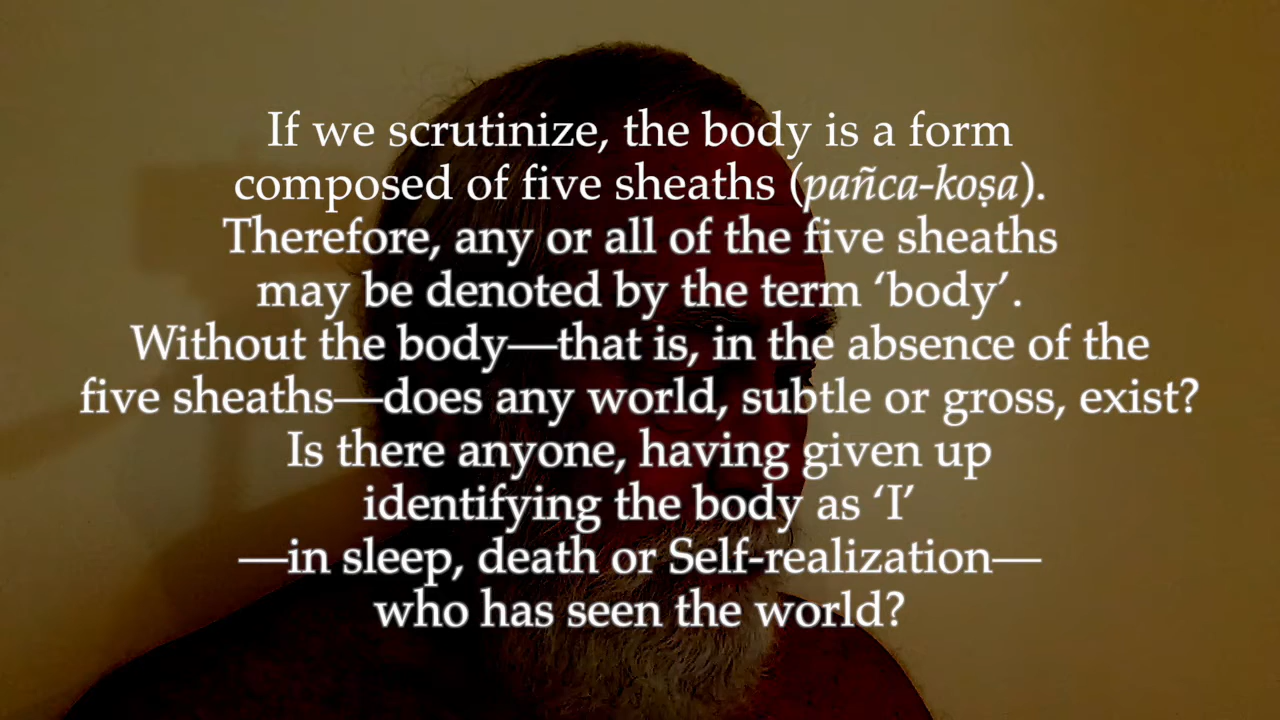 If we scrutinize, the body is a form
composed of five sheaths (pañca-koṣa).
Therefore, any or all of the five sheaths
may be denoted by the term ‘body’.
Without the body—that is, in the absence of the
five sheaths—does any world, subtle or gross, exist?
Is there anyone, having given up
identifying the body as ‘I’
—in sleep, death or Self-realization—
who has seen the world?